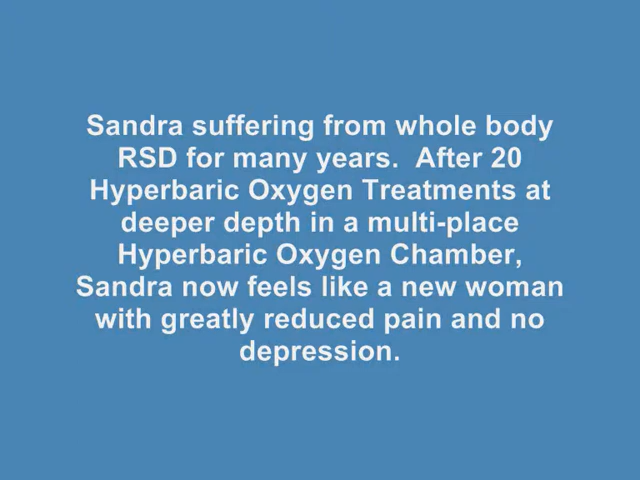 Sandra suffering from whole body
RSD for many years.  After 20
Hyperbaric Oxygen Treatments at
deeper depth in a multi-place
Hyperbaric Oxygen Chamber,
Sandra now feels like a new woman
with greatly reduced pain and no
depression.